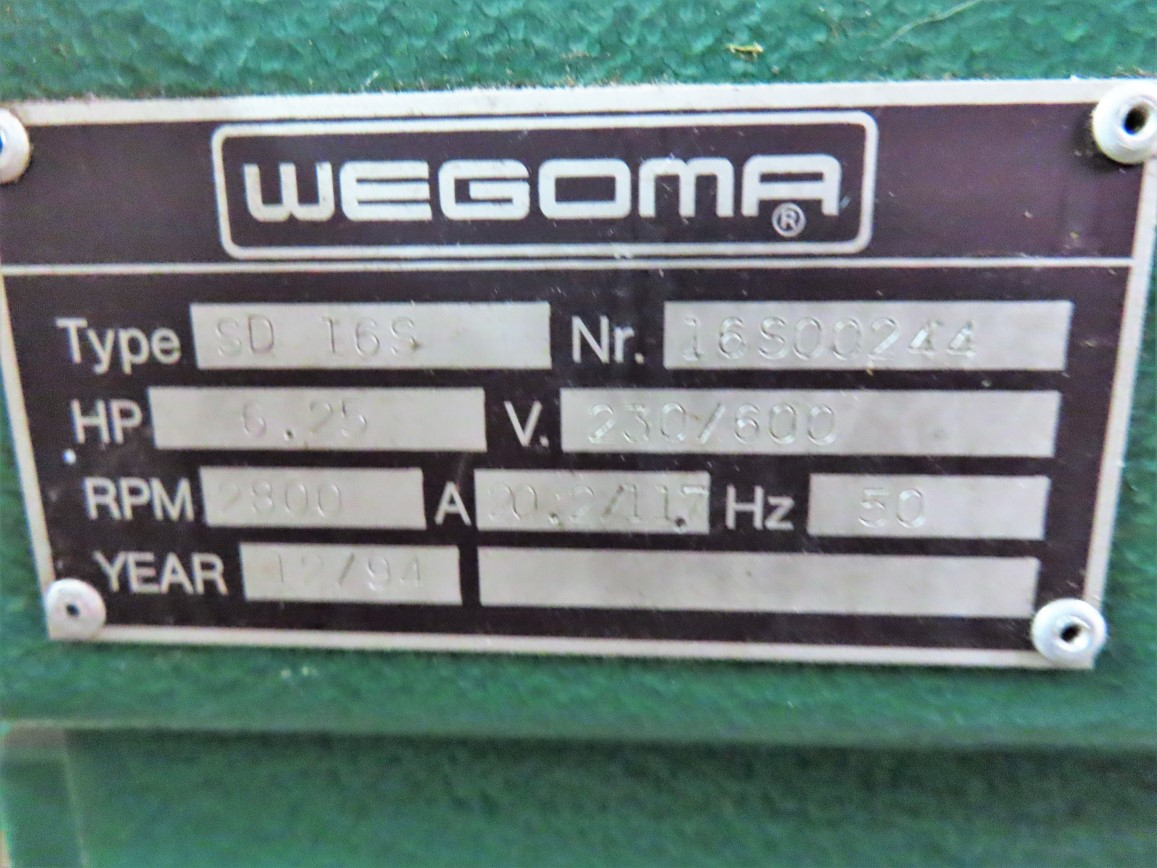 WEGOMA ®
Type SD 16S Nr. 16S00244
HP 6.25 V. 230/600
RPM 2800 A 20.2/11.7 Hz 50
YEAR 12/94